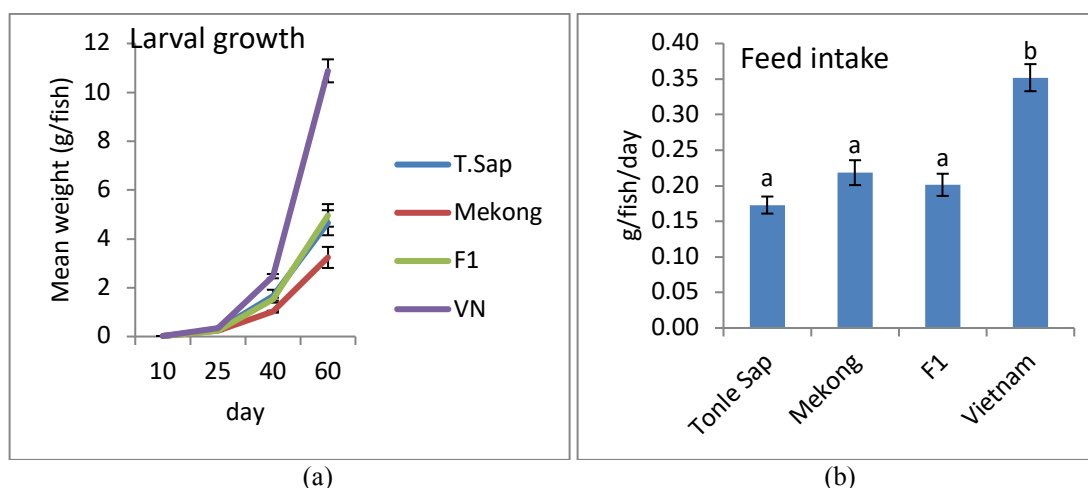 Larval growth
Mean weight (g/fish)
12
10
8
6
4
2
0
10 25 40 60
day
T.Sap
Mekong
F1
VN
(a)
Feed intake
g/fish/day
0.40
0.35
0.30
0.25
0.20
0.15
0.10
0.05
0.00
a
a
a
b
Tonle Sap
Mekong
F1
Vietnam
(b)